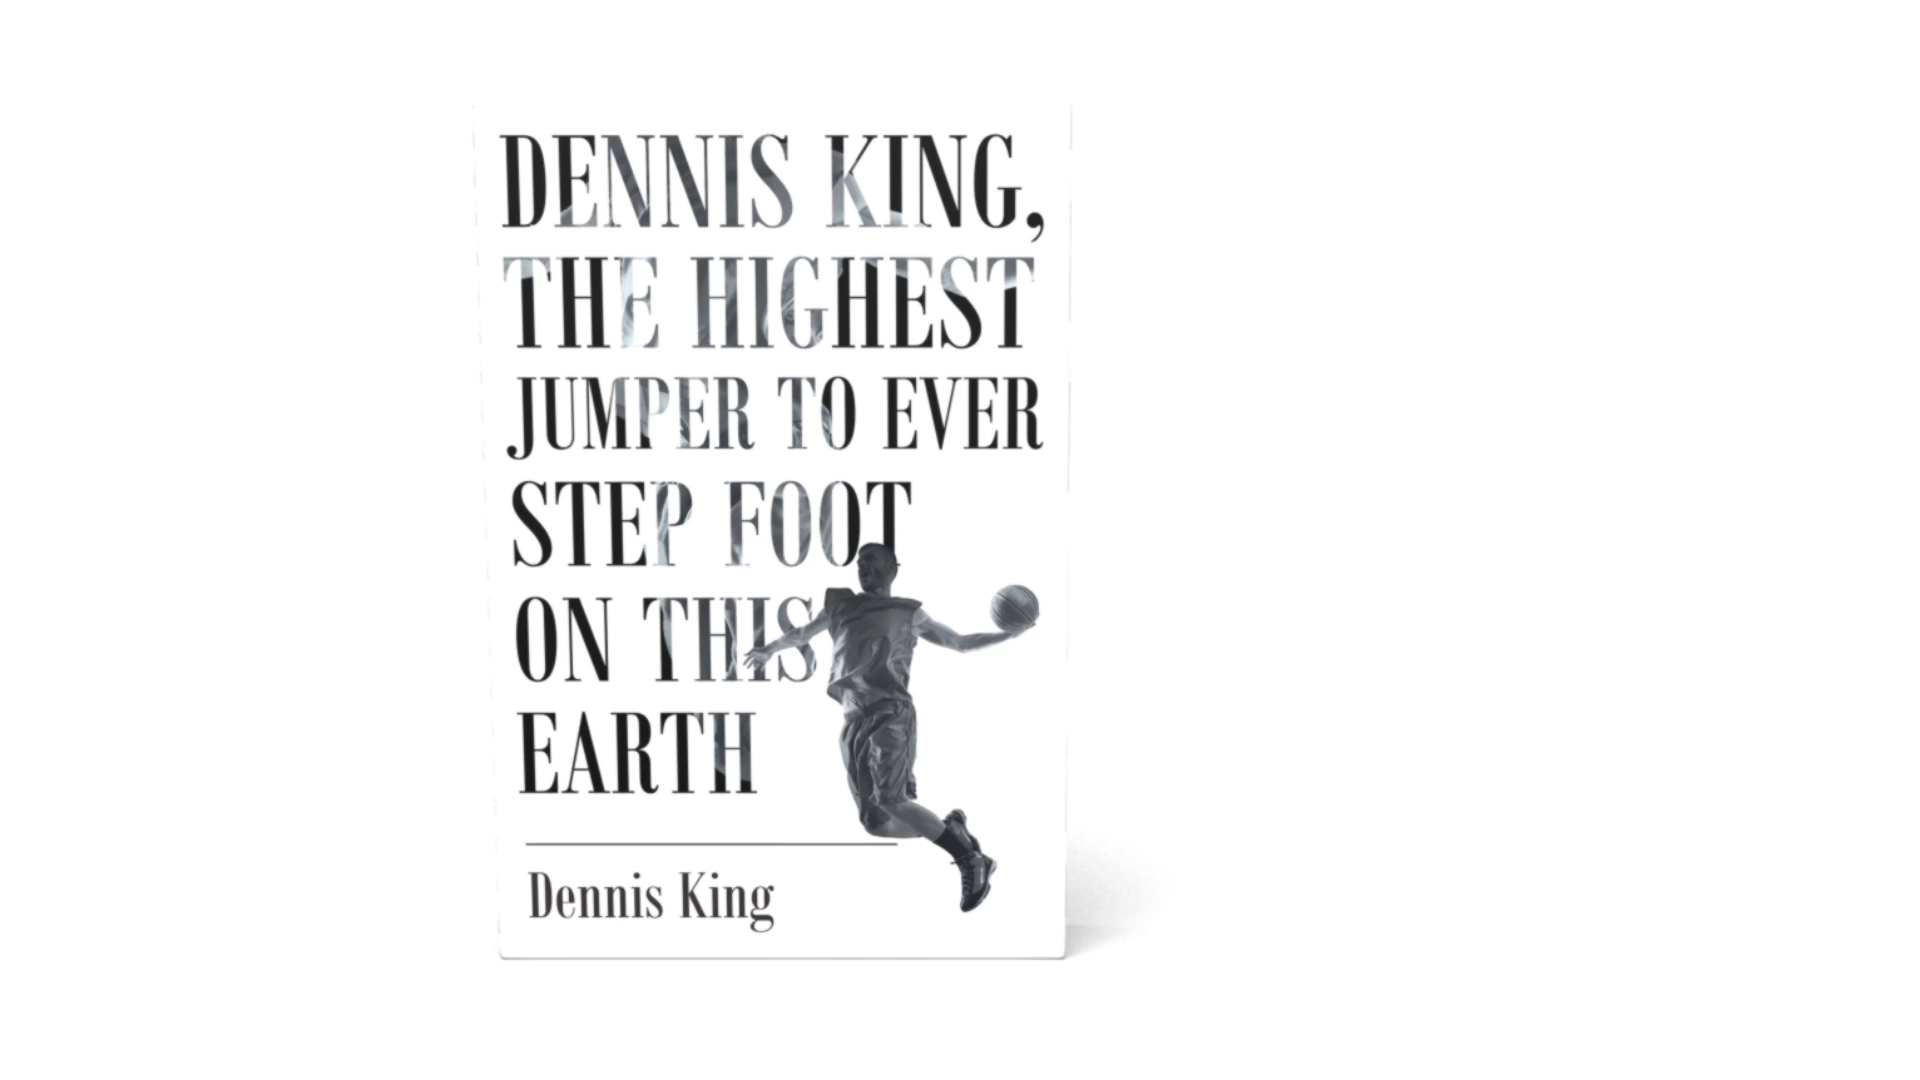 DENNIS KING,
THE HIGHEST
JUMPER TO EVER
STEP FOOT
ON THIS
EARTH
Dennis King